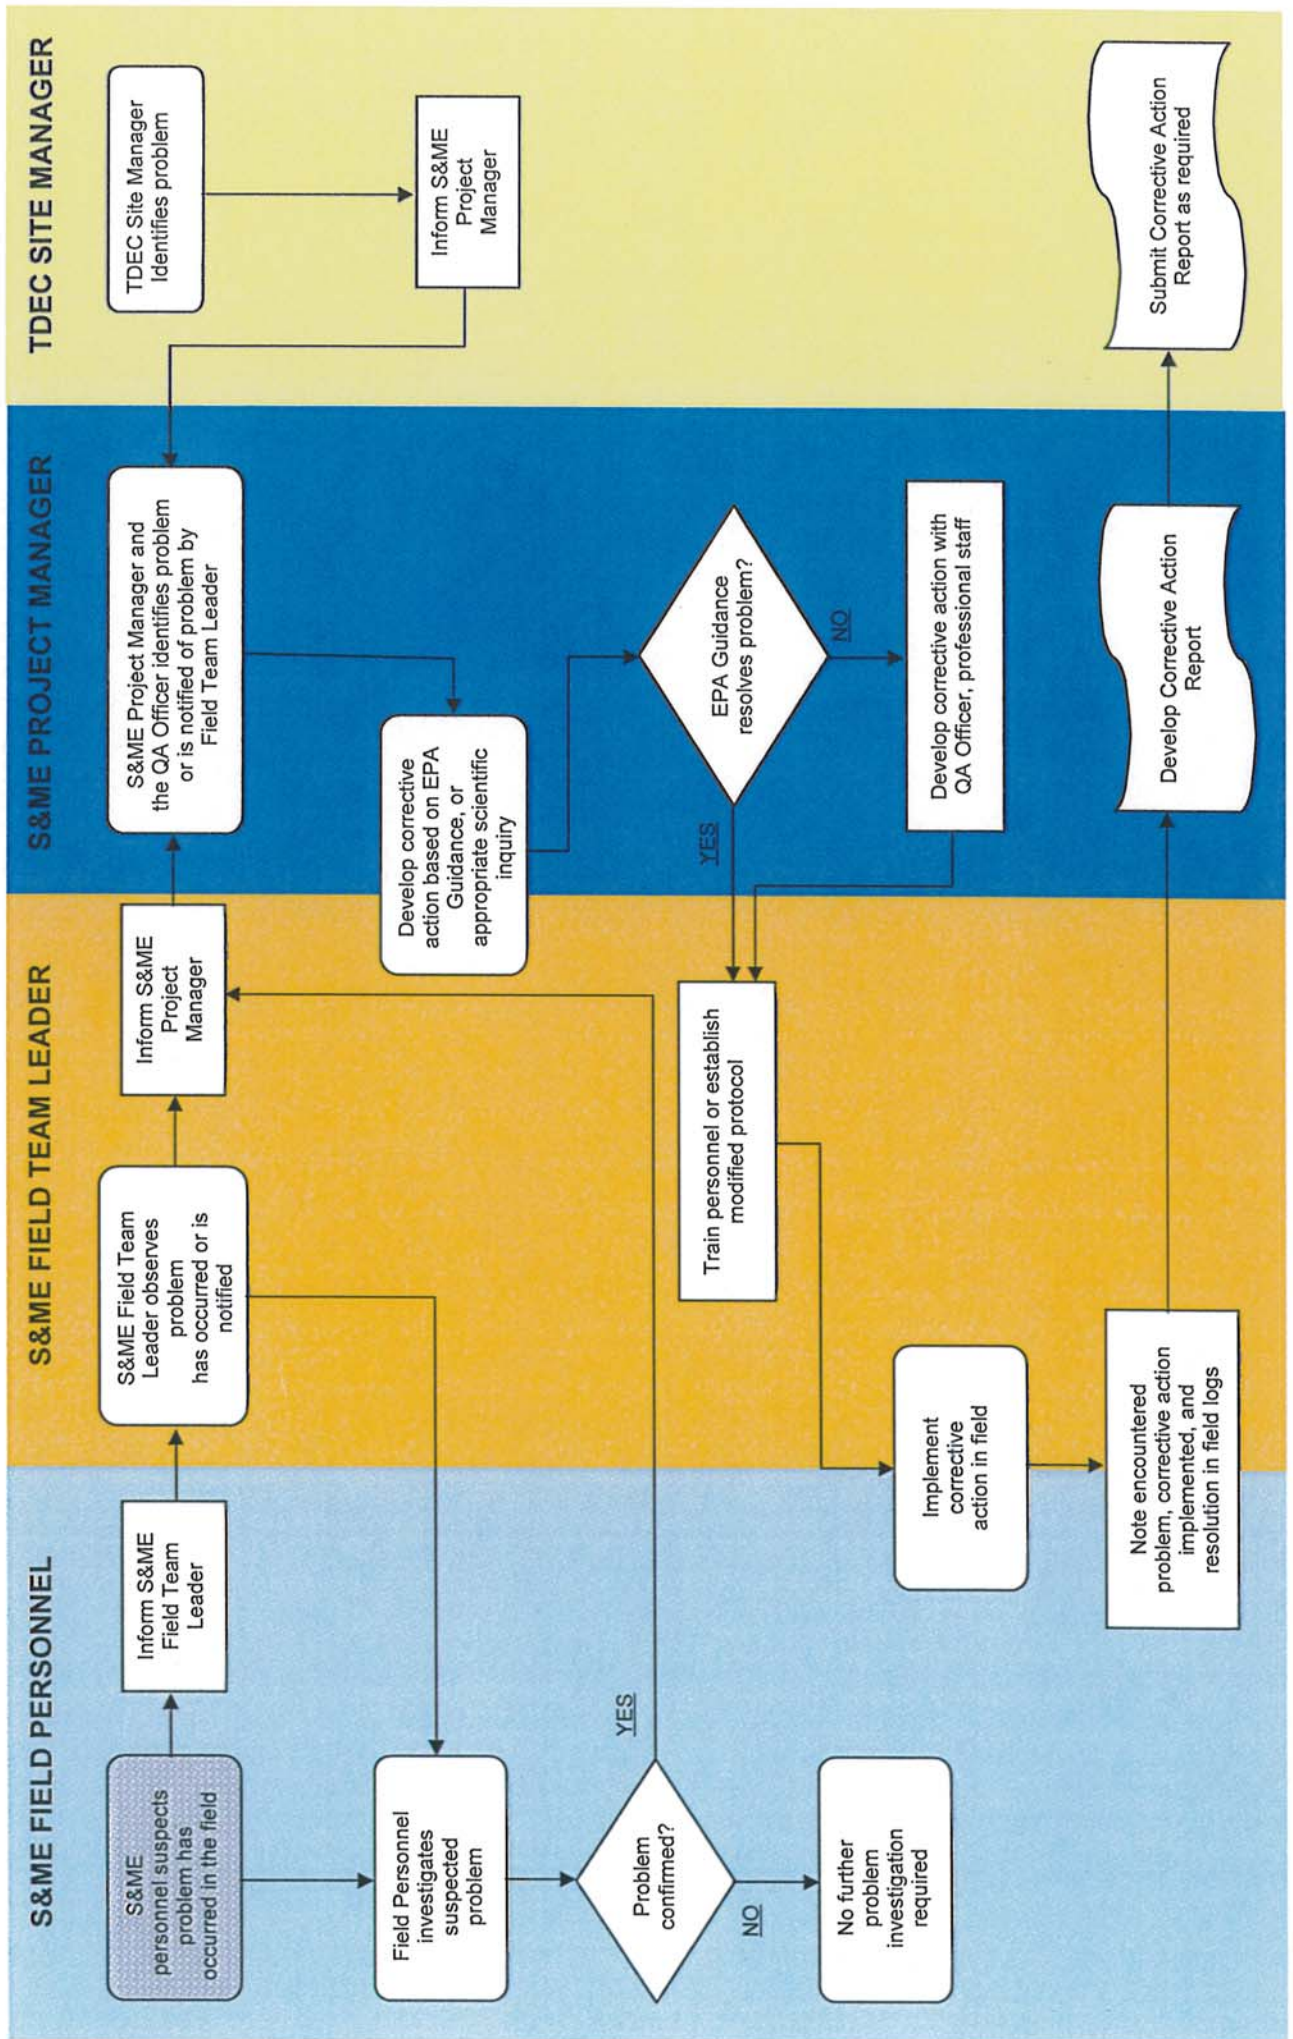 S&ME FIELD PERSONNEL
S&ME FIELD TEAM LEADER
S&ME PROJECT MANAGER
TDEC SITE MANAGER
S&ME
personnel suspects
problem has
occurred in the field
Inform S&ME
Field Team
Leader
S&ME Field Team
Leader observes
problem
has occurred or is
notified
Inform S&ME
Project
Manager
S&ME Project Manager and
the QA Officer identifies problem
or is notified of problem by
Field Team Leader
TDEC Site Manager
Identifies problem
Inform S&ME
Project
Manager
Field Personnel
investigates
suspected
problem
Develop corrective
action based on EPA
Guidance, or
appropriate scientific
inquiry
Problem
confirmed?
YES
NO
EPA Guidance
resolves problem?
YES
NO
Train personnel or establish
modified protocol
No further
problem
investigation
required
Implement
corrective
action in field
Develop corrective action with
QA Officer, professional staff
Note encountered
problem, corrective action
implemented, and
resolution in field logs
Develop Corrective Action
Report
Submit Corrective Action
Report as required